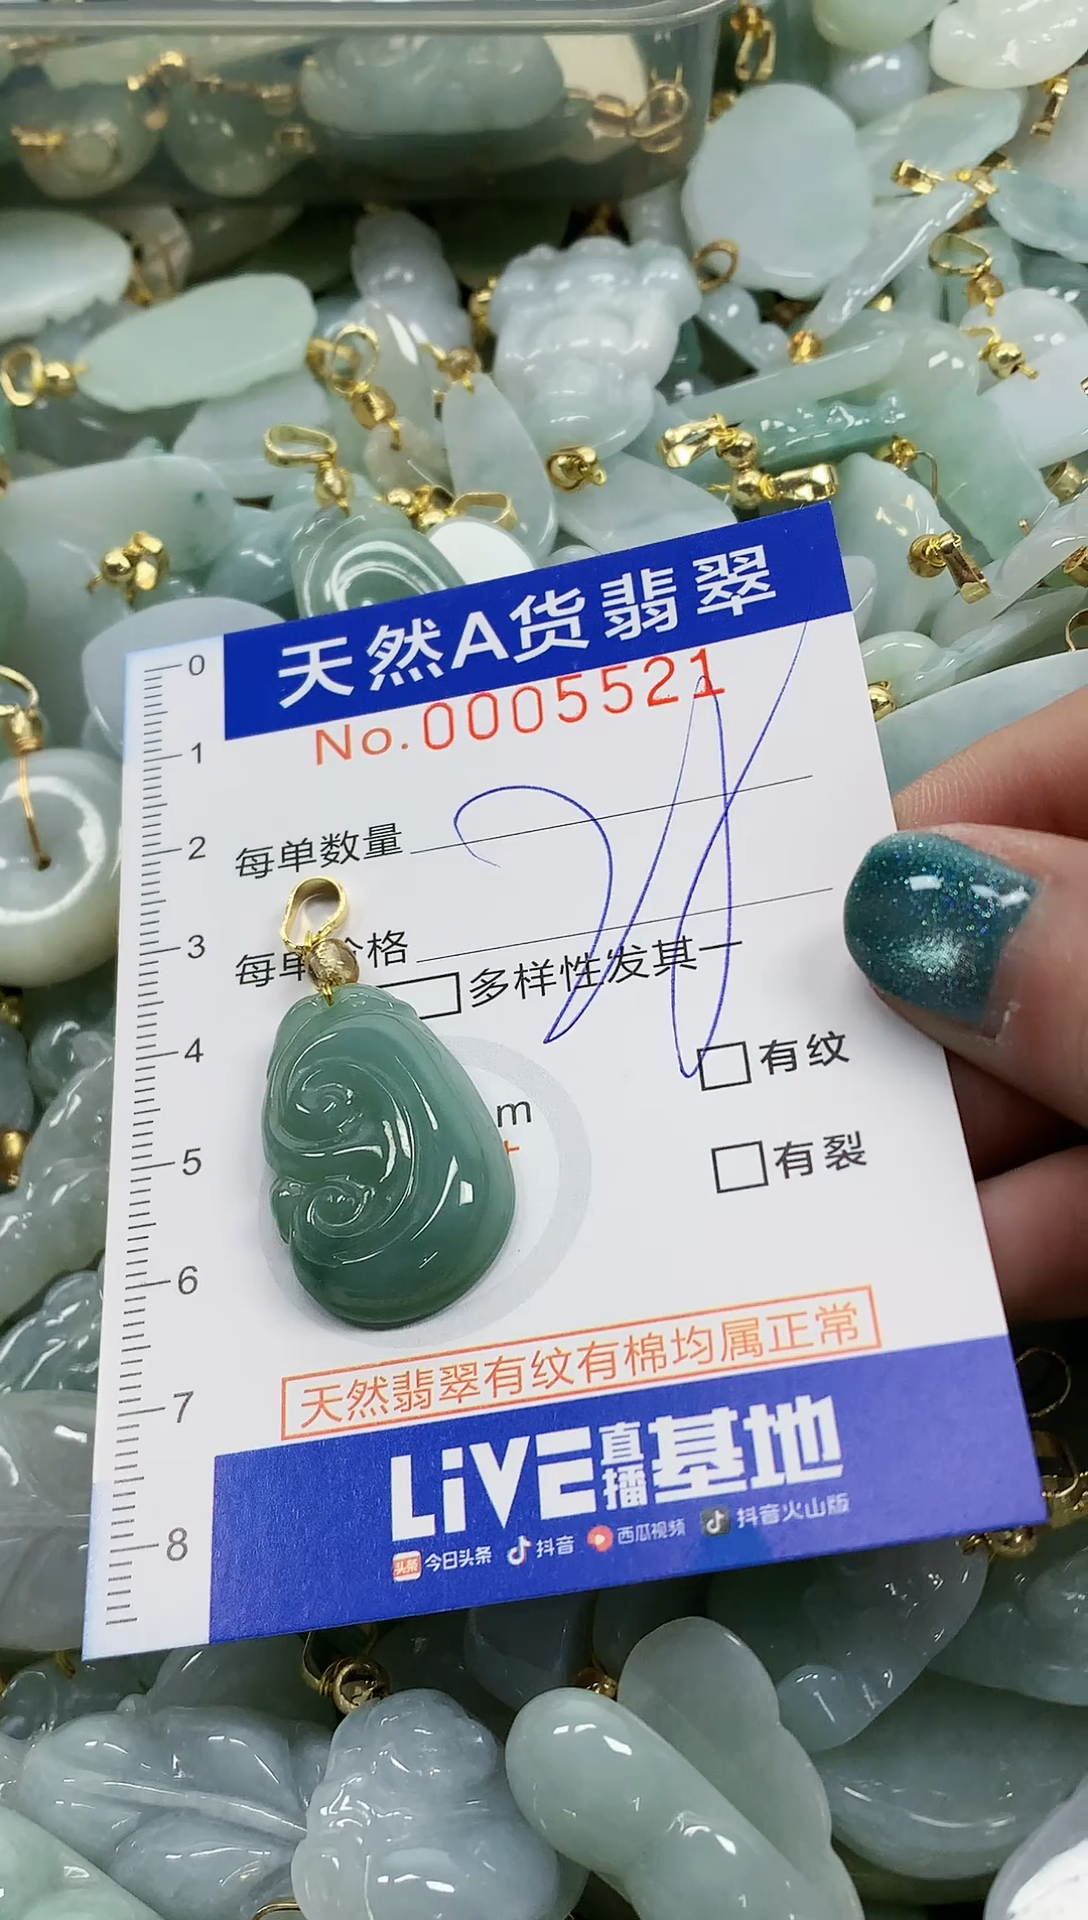 天然A货翡翠
No.0005521
0
1
2
3
4
5
6
7
8
每单数量
每单价格
多样性发其一
有纹
m
有裂
天然翡翠有纹有棉均属正常
LiVE直播基地
头条 今日头条 抖音 西瓜视频 抖音火山版